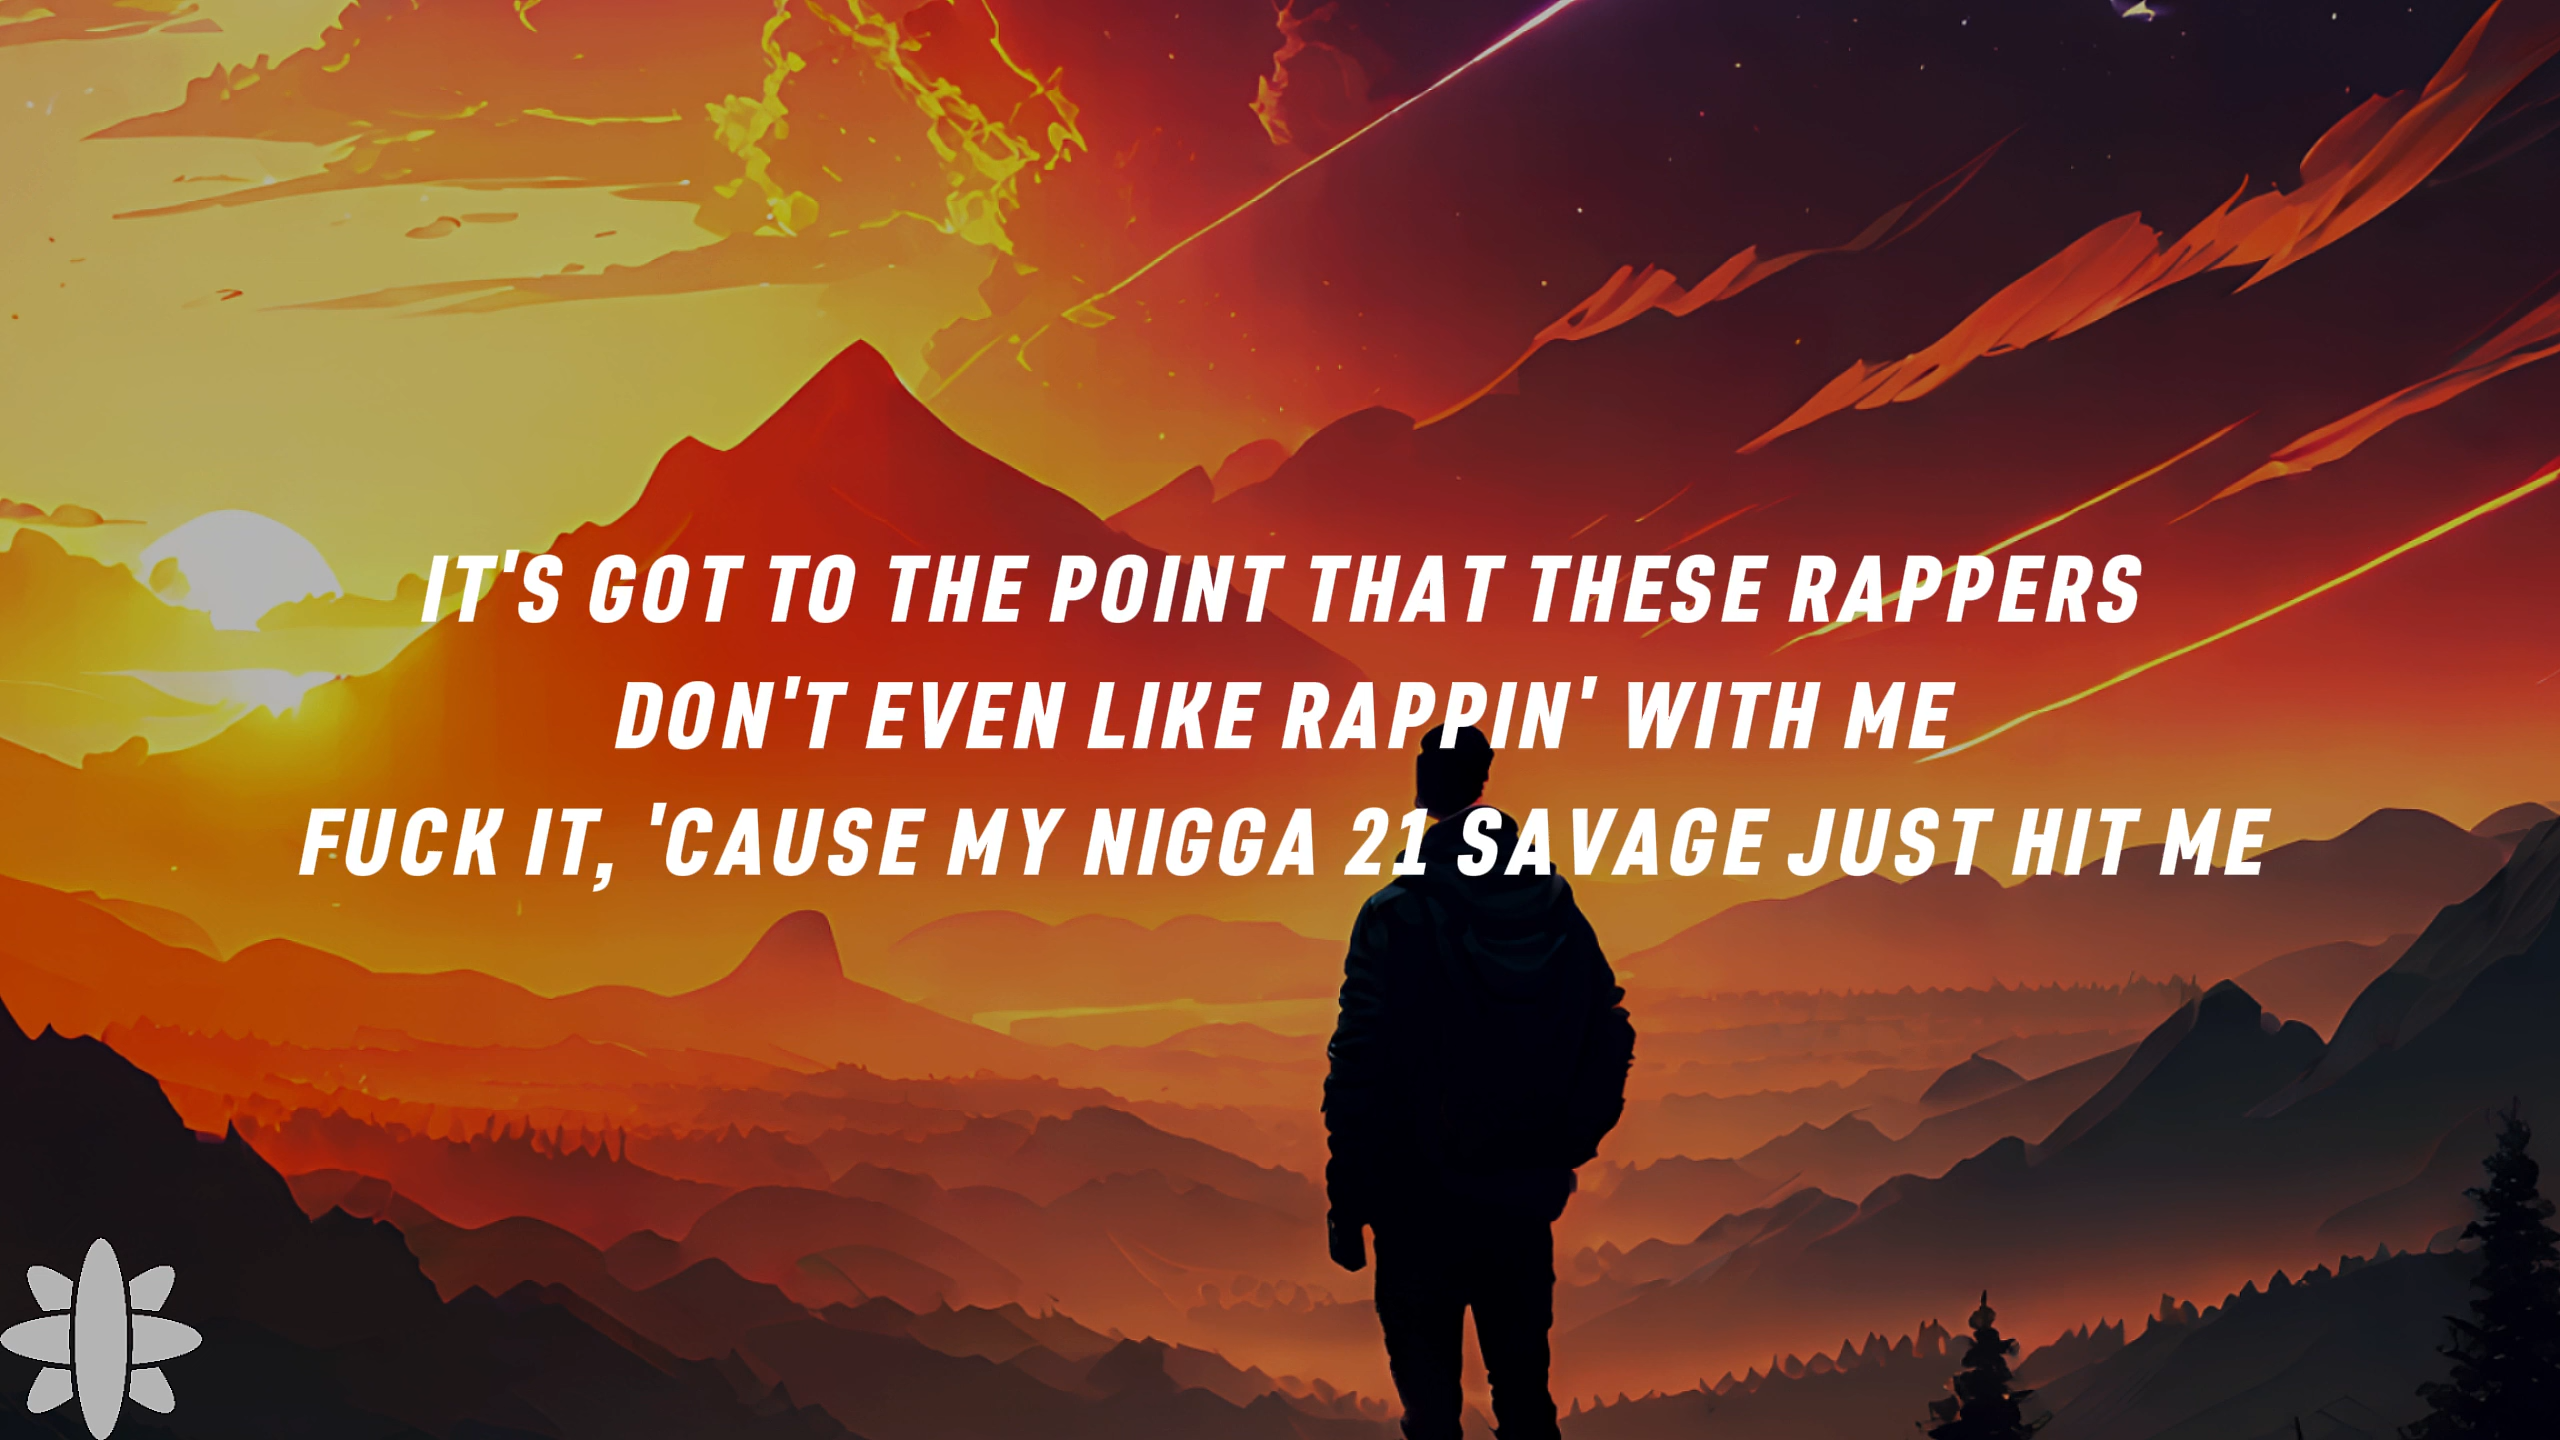 IT'S GOT TO THE POINT THAT THESE RAPPERS
DON'T EVEN LIKE RAPPIN' WITH ME
FUCK IT, 'CAUSE MY NIGGA 21 SAVAGE JUST HIT ME